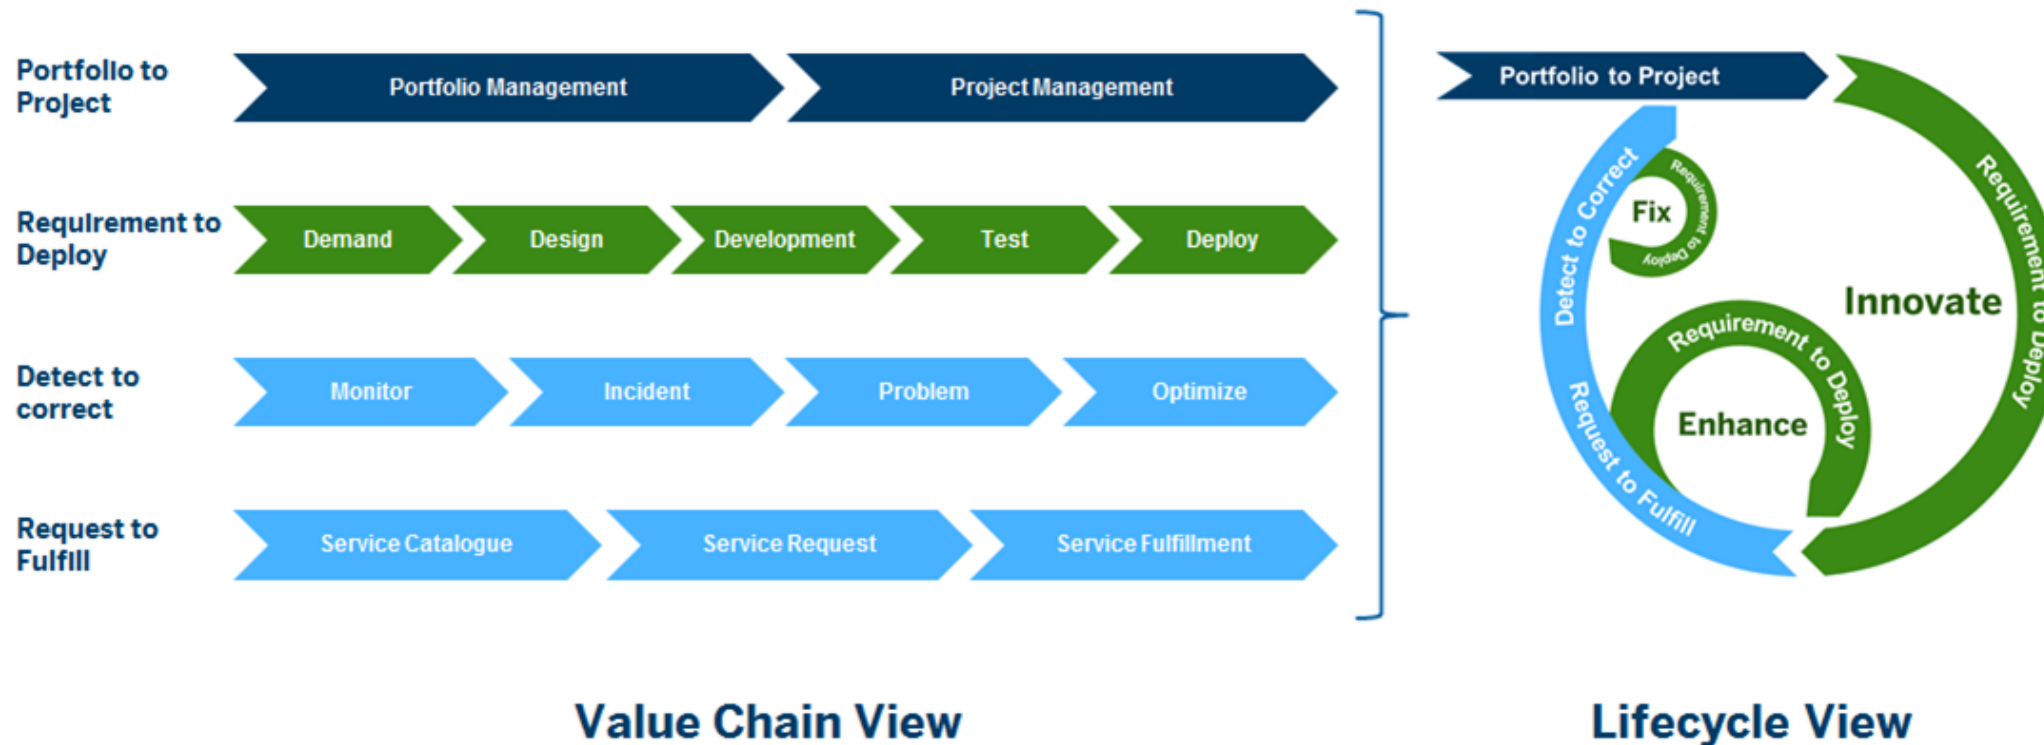 Portfolio to
Project
Portfolio Management
Project Management
Requirement to
Deploy
Demand
Design
Development
Test
Deploy
Detect to
correct
Monitor
Incident
Problem
Optimize
Request to
Fulfill
Service Catalogue
Service Request
Service Fulfillment
Value Chain View
Portfolio to Project
Requirement to Deploy
Innovate
Detect to Correct
Requirement to Deploy
Fix
Requirement to Deploy
Enhance
Request to Fulfill
Lifecycle View